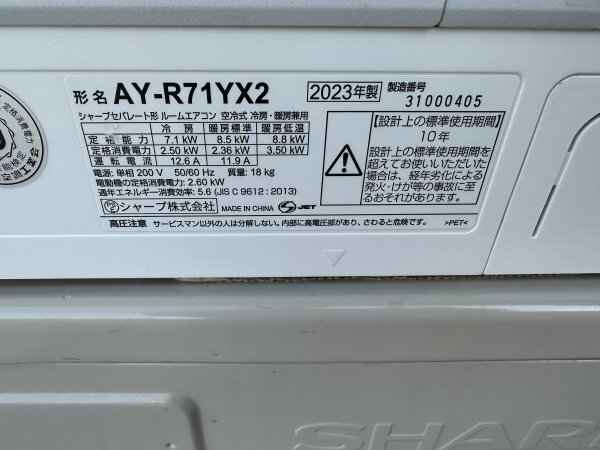 形名 AY-R71YX2 2023年製 製造番号 31000405
シャープセパレート形 ルームエアコン 空冷式 冷房・暖房兼用
冷房 暖房標準 暖房低温
定格能力 7.1 kW 8.5 kW 8.8 kW
定格消費電力 2.50 kW 2.36 kW 3.50 kW
運転電流 12.6 A 11.9 A
電源: 単相 200 V 50/60 Hz 質量: 18 kg
電動機の定格消費電力: 2.60 kW
通年エネルギー消費効率: 5.6 (JIS C 9612 : 2013)
シャープ株式会社 MADE IN CHINA JET
高圧注意 サービスマン以外の人は分解しない。内部に高電圧部があり、さわると危険です。
【設計上の標準使用期間】
10年
設計上の標準使用期間を
超えてお使いいただいた
場合は、経年劣化による
発火・けが等の事故に至
るおそれがあります。
>PET<
SHAR